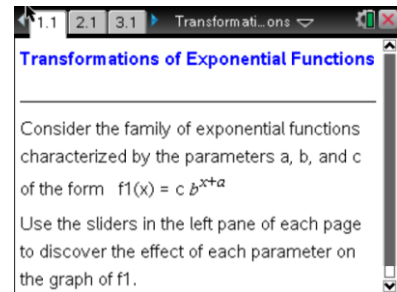 1.1 2.1 3.1 Transformati...ons
Transformations of Exponential Functions
Consider the family of exponential functions
characterized by the parameters a, b, and c
of the form f1(x) = c b^{x+a}
Use the sliders in the left pane of each page
to discover the effect of each parameter on
the graph of f1.